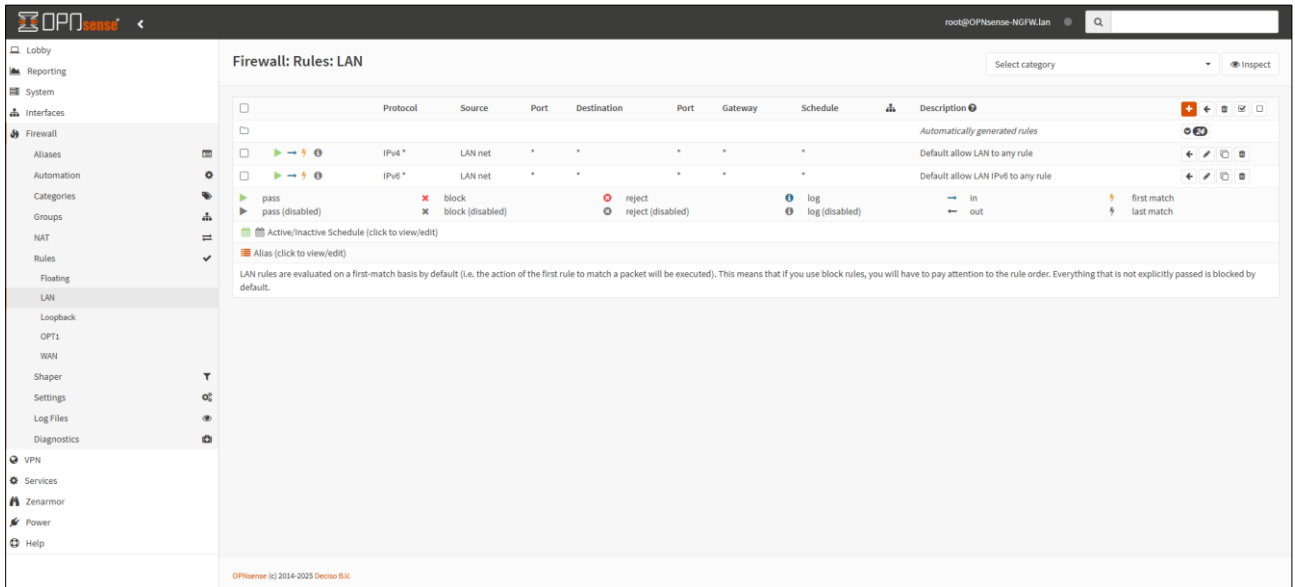 OPNsense
root@OPNsense-NGFW.lan
Lobby
Reporting
System
Interfaces
Firewall
Aliases
Automation
Categories
Groups
NAT
Rules
Floating
LAN
Loopback
OPT1
WAN
Shaper
Settings
Log Files
Diagnostics
VPN
Services
Zenarmor
Power
Help
Firewall: Rules: LAN
Select category
Inspect
Protocol Source Port Destination Port Gateway Schedule Description
Automatically generated rules 24
IPv4 * LAN net * * * * * Default allow LAN to any rule
IPv6 * LAN net * * * * * Default allow LAN IPv6 to any rule
pass block reject log in first match
pass (disabled) block (disabled) reject (disabled) log (disabled) out last match
Active/Inactive Schedule (click to view/edit)
Alias (click to view/edit)
LAN rules are evaluated on a first-match basis by default (i.e. the action of the first rule to match a packet will be executed). This means that if you use block rules, you will have to pay attention to the rule order. Everything that is not explicitly passed is blocked by
default.
OPNsense (c) 2014-2025 Deciso B.V.